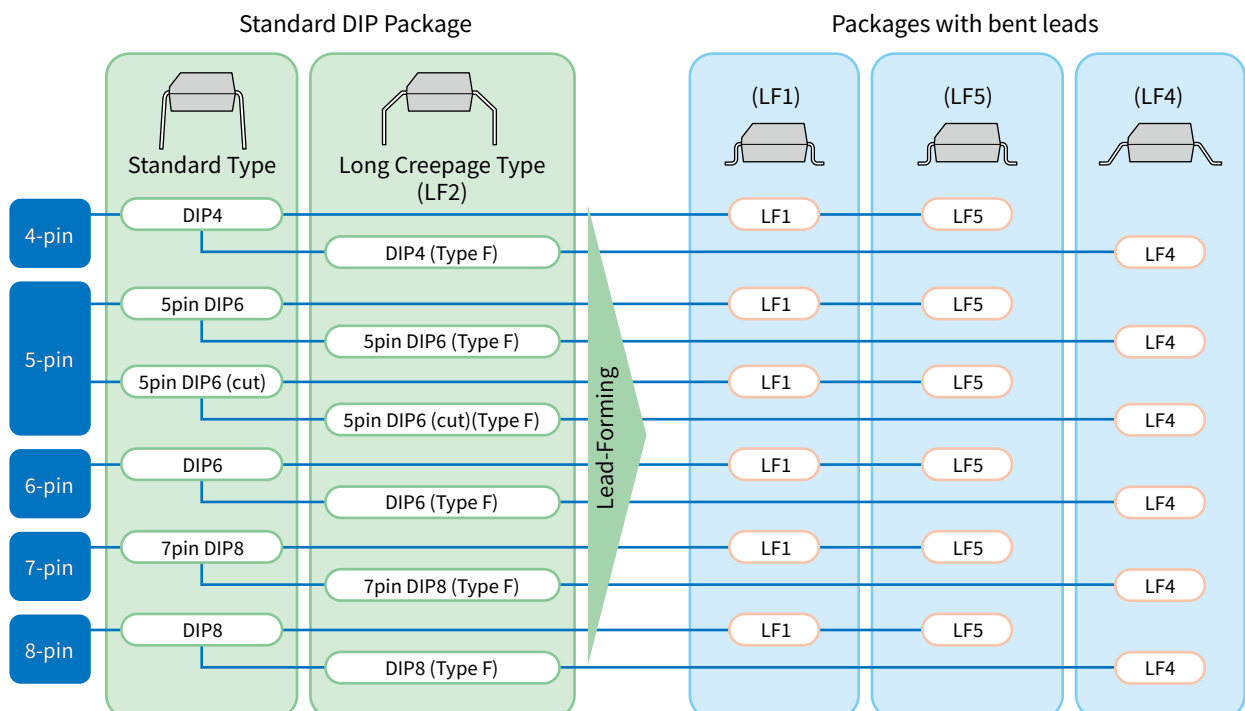 Standard DIP Package
Packages with bent leads
Standard Type
Long Creepage Type
(LF2)
(LF1)
(LF5)
(LF4)
4-pin
DIP4
LF1
LF5
DIP4 (Type F)
LF4
5-pin
5pin DIP6
LF1
LF5
5pin DIP6 (Type F)
LF4
5pin DIP6 (cut)
LF1
LF5
5pin DIP6 (cut)(Type F)
LF4
Lead-Forming
6-pin
DIP6
LF1
LF5
DIP6 (Type F)
LF4
7-pin
7pin DIP8
LF1
LF5
7pin DIP8 (Type F)
LF4
8-pin
DIP8
LF1
LF5
DIP8 (Type F)
LF4